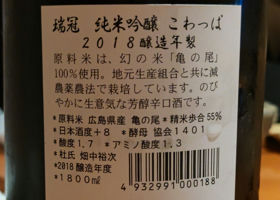 瑞冠 純米吟醸 こわっぱ
2018醸造年製
原料米は、幻の米「亀の尾」
100%使用。地元生産組合と共に減
農薬農法で栽培しています。のび
やかに生意気な芳醇辛口酒です。
*原料米 広島県産 亀の尾 *精米歩合55%
*日本酒度+8 *酵母 協会1401
*酸度1.7 *アミノ酸度1.3
*杜氏 畑中裕次
*2018醸造年度
*1800ml
4932991000188